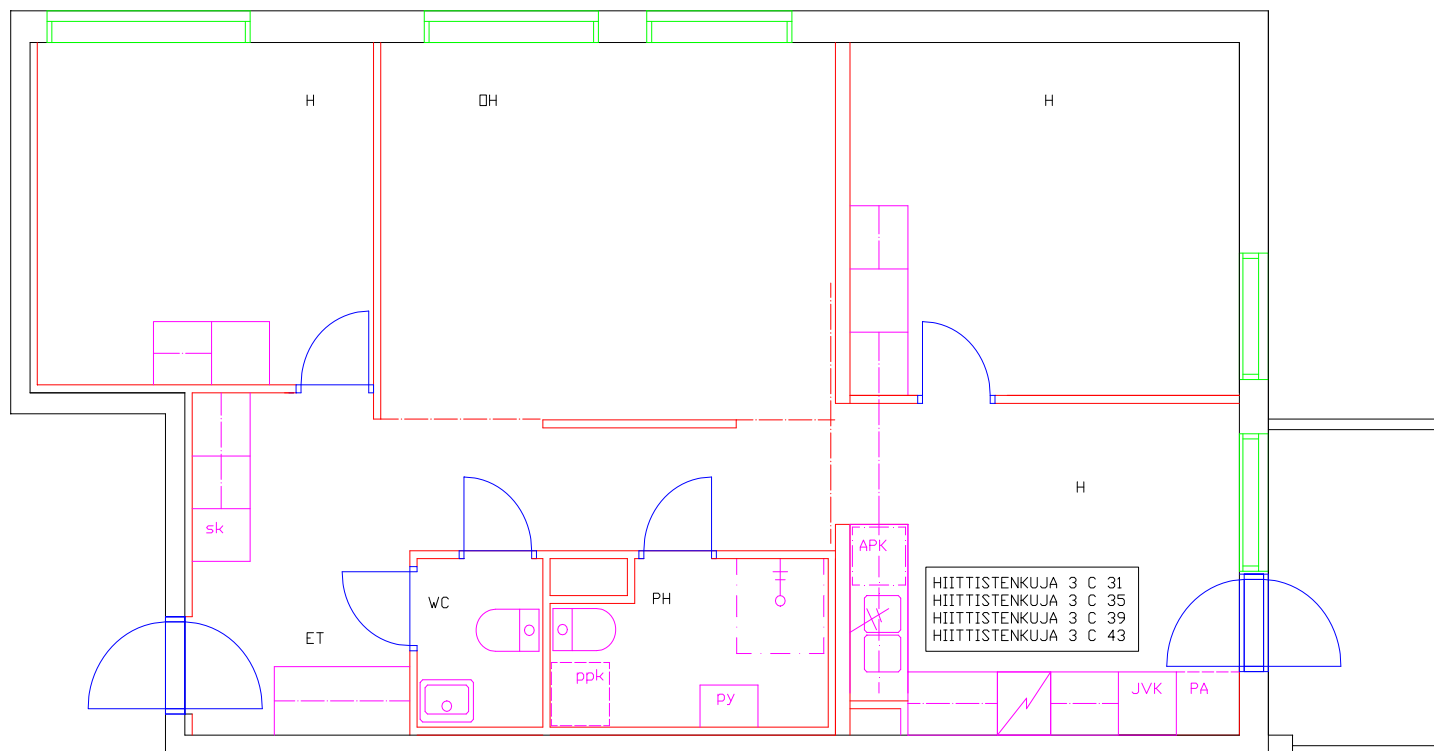 H
OH
H
H
sk
APK
WC
PH
ET
ppk
py
HIITTISTENKUJA 3 C 31
HIITTISTENKUJA 3 C 35
HIITTISTENKUJA 3 C 39
HIITTISTENKUJA 3 C 43
JVK
PA